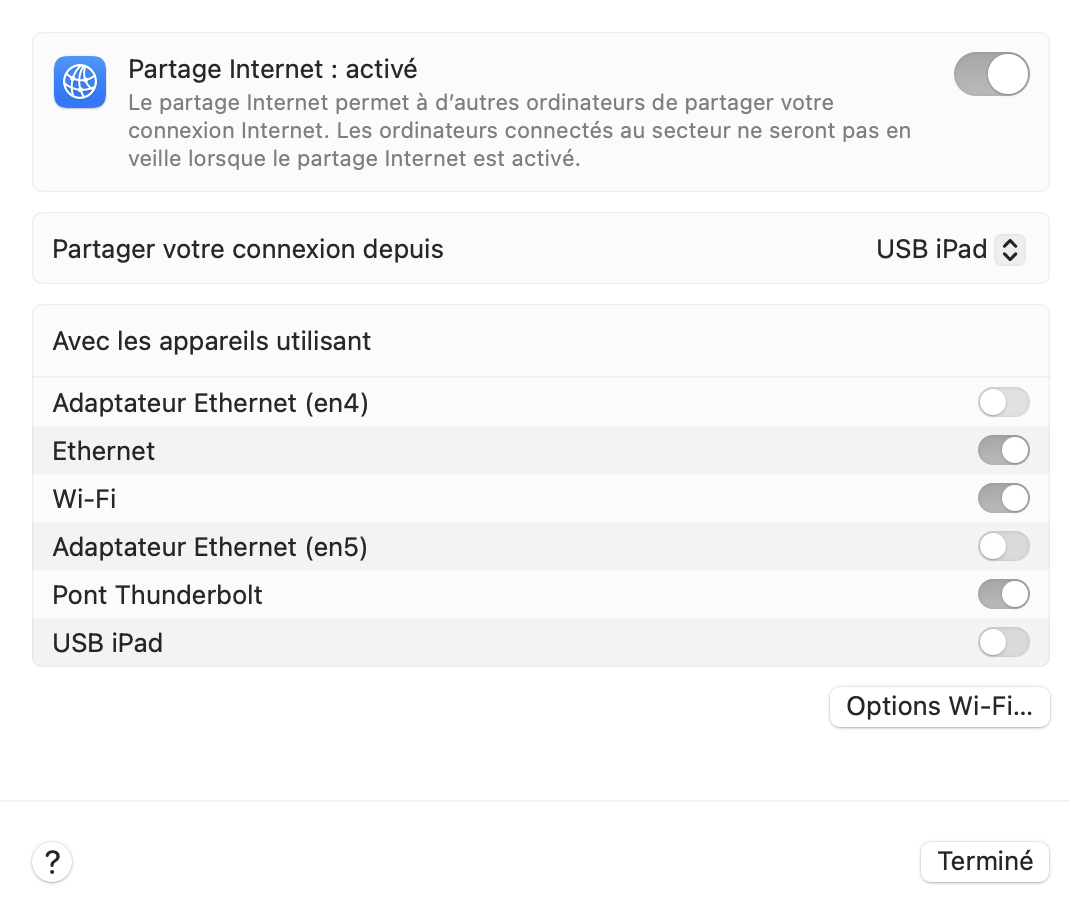 Partage Internet : activé
Le partage Internet permet à d’autres ordinateurs de partager votre
connexion Internet. Les ordinateurs connectés au secteur ne seront pas en
veille lorsque le partage Internet est activé.
Partager votre connexion depuis USB iPad
Avec les appareils utilisant
Adaptateur Ethernet (en4)
Ethernet
Wi-Fi
Adaptateur Ethernet (en5)
Pont Thunderbolt
USB iPad
Options Wi-Fi...
? Terminé